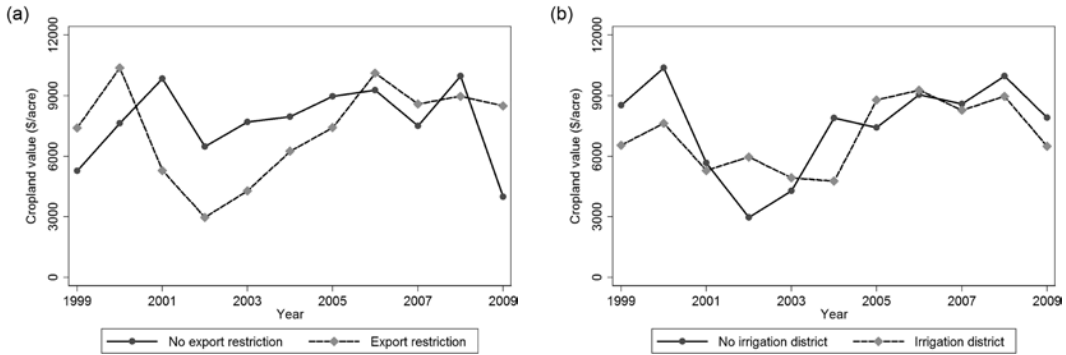 (a)
12000
9000
6000
3000
0
Cropland value ($/acre)
1999 2001 2003 2005 2007 2009
Year
No export restriction Export restriction
(b)
12000
9000
6000
3000
0
Cropland value ($/acre)
1999 2001 2003 2005 2007 2009
Year
No irrigation district Irrigation district